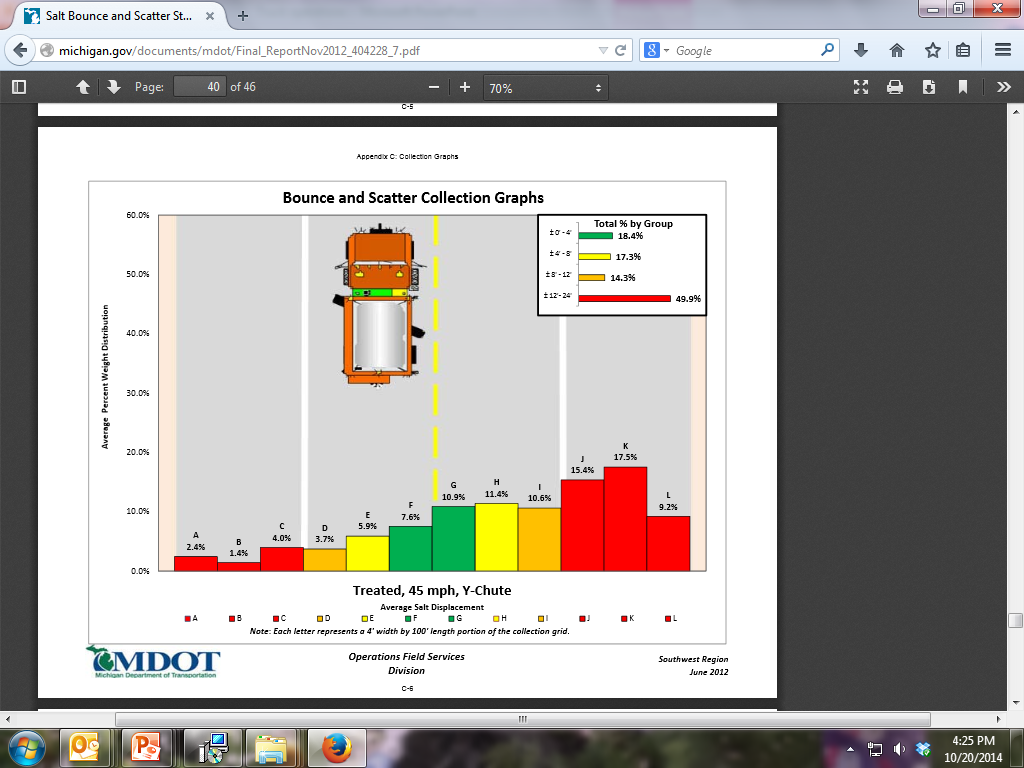 Salt Bounce and Scatter St...
michigan.gov/documents/mdot/Final_ReportNov2012_404228_7.pdf
Google
Page: 40 of 46
70%
C-5
Appendix C: Collection Graphs
Bounce and Scatter Collection Graphs
Total % by Group
± 0' - 4' 18.4%
± 4' - 8' 17.3%
± 8' - 12' 14.3%
± 12' - 24' 49.9%
Average Percent Weight Distribution
60.0%
50.0%
40.0%
30.0%
20.0%
10.0%
0.0%
A
2.4%
B
1.4%
C
4.0%
D
3.7%
E
5.9%
F
7.6%
G
10.9%
H
11.4%
I
10.6%
J
15.4%
K
17.5%
L
9.2%
Treated, 45 mph, Y-Chute
Average Salt Displacement
A B C D E F G H I J K L
Note: Each letter represents a 4' width by 100' length portion of the collection grid.
MDOT
Michigan Department of Transportation
Operations Field Services
Division
Southwest Region
June 2012
C-6
4:25 PM
10/20/2014